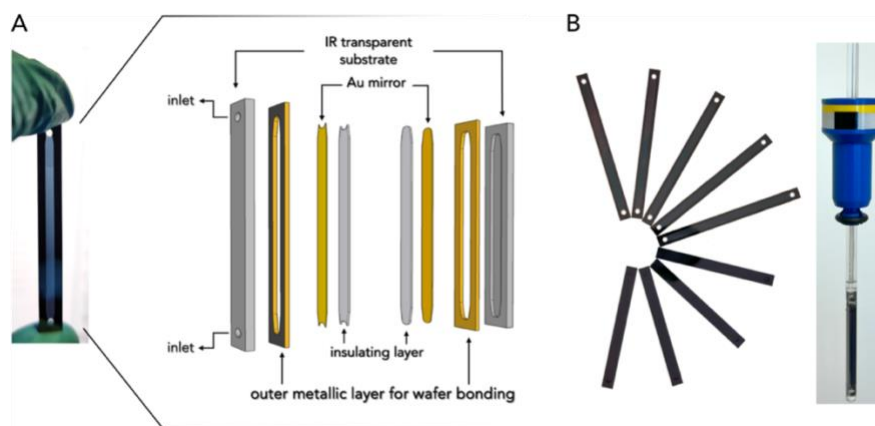 A
B
IR transparent
substrate
Au mirror
inlet
inlet
insulating layer
outer metallic layer for wafer bonding